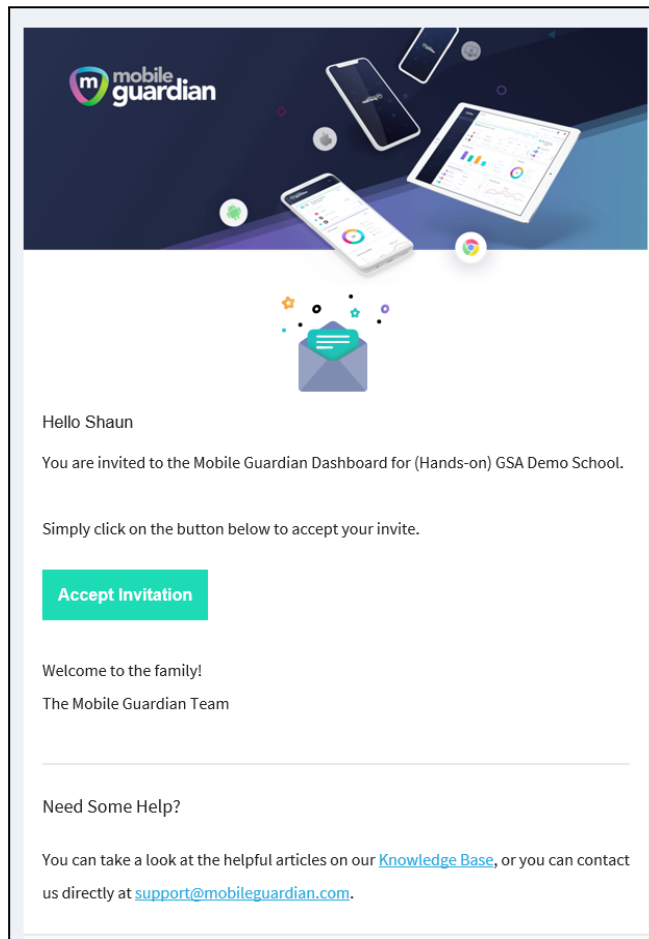 mobile
guardian
Hello Shaun
You are invited to the Mobile Guardian Dashboard for (Hands-on) GSA Demo School.
Simply click on the button below to accept your invite.
Accept Invitation
Welcome to the family!
The Mobile Guardian Team
Need Some Help?
You can take a look at the helpful articles on our Knowledge Base, or you can contact
us directly at support@mobileguardian.com.